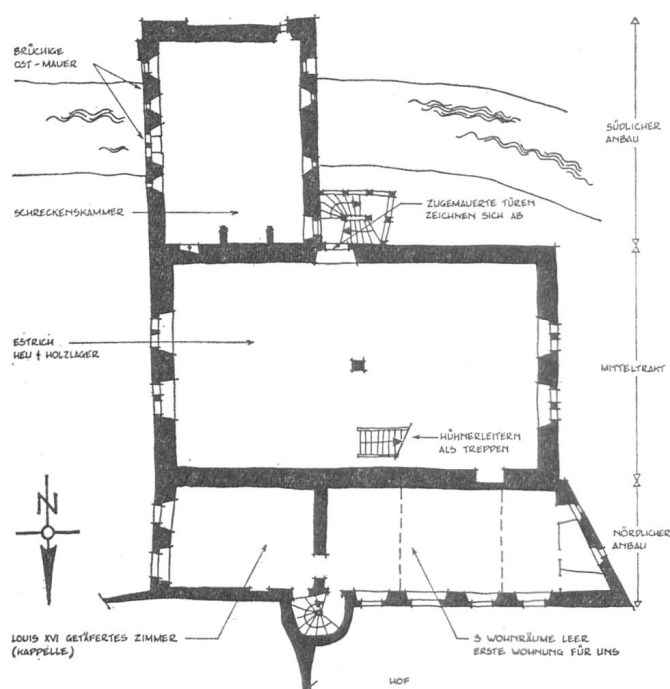 BRÜCHIGE
OST-MAUER
SÜDLICHER
ANBAU
SCHRECKENSKAMMER
ZUGEMAUERTE TÜREN
ZEICHNEN SICH AB
ESTRICH
HEU + HOLZLAGER
MITTELTRAKT
HÜHNERLEITERN
ALS TREPPEN
N
NÖRDLICHER
ANBAU
LOUIS XVI GETÄFERTES ZIMMER
(KAPPELLE)
3 WOHNRÄUME LEER
ERSTE WOHNUNG FÜR UNS
HOF